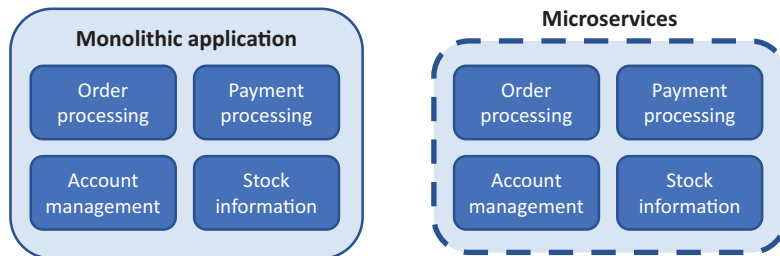 Monolithic application
Order
processing
Payment
processing
Account
management
Stock
information
Microservices
Order
processing
Payment
processing
Account
management
Stock
information